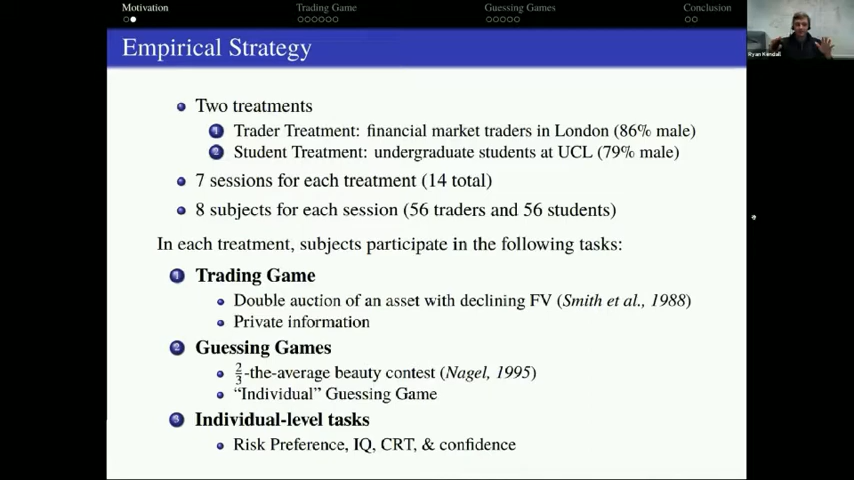 Motivation Trading Game Guessing Games Conclusion
Empirical Strategy
Two treatments
1 Trader Treatment: financial market traders in London (86% male)
2 Student Treatment: undergraduate students at UCL (79% male)
7 sessions for each treatment (14 total)
8 subjects for each session (56 traders and 56 students)
In each treatment, subjects participate in the following tasks:
1 Trading Game
Double auction of an asset with declining FV (Smith et al., 1988)
Private information
2 Guessing Games
2/3-the-average beauty contest (Nagel, 1995)
"Individual" Guessing Game
3 Individual-level tasks
Risk Preference, IQ, CRT, & confidence
Ryan Kendall